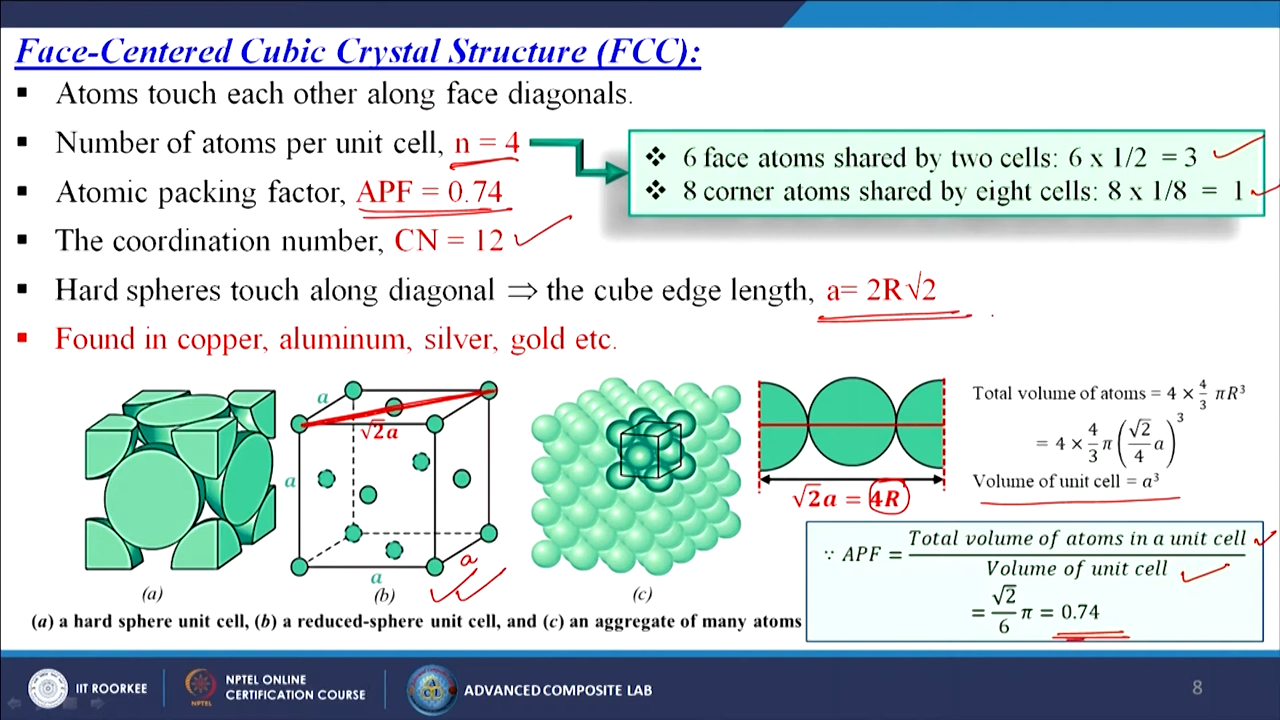 Face-Centered Cubic Crystal Structure (FCC):
▪ Atoms touch each other along face diagonals.
▪ Number of atoms per unit cell, n = 4
❖ 6 face atoms shared by two cells: 6 x 1/2 = 3
❖ 8 corner atoms shared by eight cells: 8 x 1/8 = 1
▪ Atomic packing factor, APF = 0.74
▪ The coordination number, CN = 12
▪ Hard spheres touch along diagonal ⇒ the cube edge length, a= 2R√2
▪ Found in copper, aluminum, silver, gold etc.
a
√2a
a
a
a
(a)
(b)
(c)
√2a = 4R
Total volume of atoms = 4 × 4/3 πR³
= 4 × 4/3 π (√2/4 a)³
Volume of unit cell = a³
∵ APF = Total volume of atoms in a unit cell / Volume of unit cell
= √2/6 π = 0.74
(a) a hard sphere unit cell, (b) a reduced-sphere unit cell, and (c) an aggregate of many atoms
IIT ROORKEE
NPTEL
NPTEL ONLINE
CERTIFICATION COURSE
ADVANCED COMPOSITE LAB
8